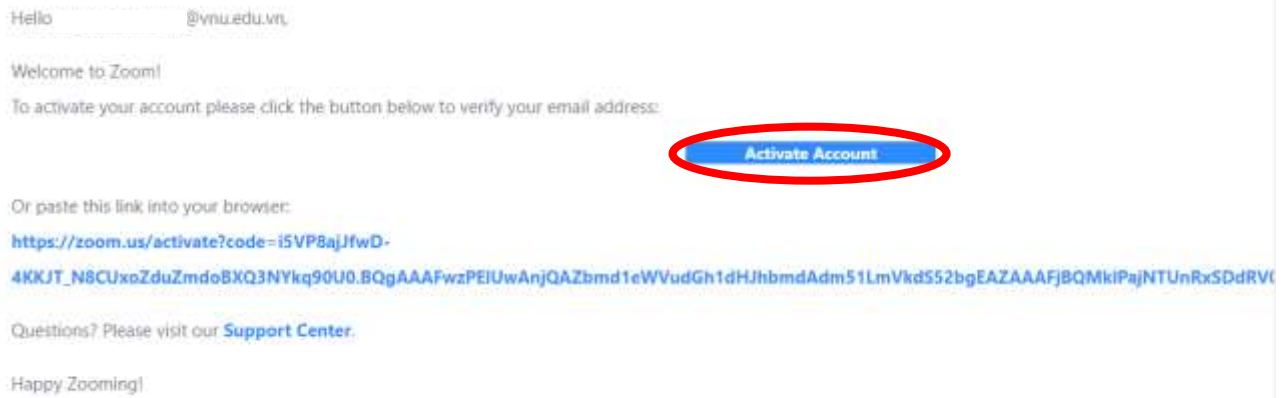 Hello @vnu.edu.vn,
Welcome to Zoom!
To activate your account please click the button below to verify your email address:
Activate Account
Or paste this link into your browser:
https://zoom.us/activate?code=i5VP8ajJfwD-
4KKJT_N8CUxoZduZmdoBXQ3NYkq90U0.BQgAAAFwzPEIUwAnjQAZbmd1eWVudGh1dHJhbmdAdm51LmVkdS52bgEAZAAAFjBQMklPajNTUnRxSDdRV
Questions? Please visit our Support Center.
Happy Zooming!